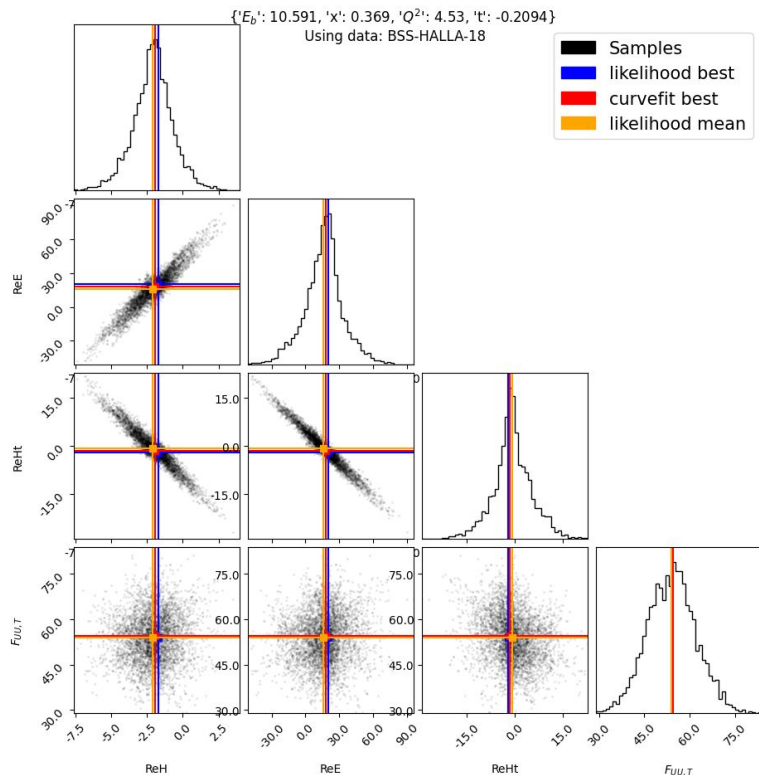 {'E_b': 10.591, 'x': 0.369, 'Q²': 4.53, 't': -0.2094}
Using data: BSS-HALLA-18
Samples
likelihood best
curvefit best
likelihood mean
90.0
60.0
30.0
0.0
-30.0
ReE
15.0
0.0
-15.0
ReHt
15.0
0.0
-15.0
75.0
60.0
45.0
30.0
F_{UU,T}
75.0
60.0
45.0
30.0
75.0
60.0
45.0
30.0
-7.5 -5.0 -2.5 0.0 2.5
-30.0 0.0 30.0 60.0 90.0
-15.0 0.0 15.0
30.0 45.0 60.0 75.0
ReH ReE ReHt F_{UU,T}